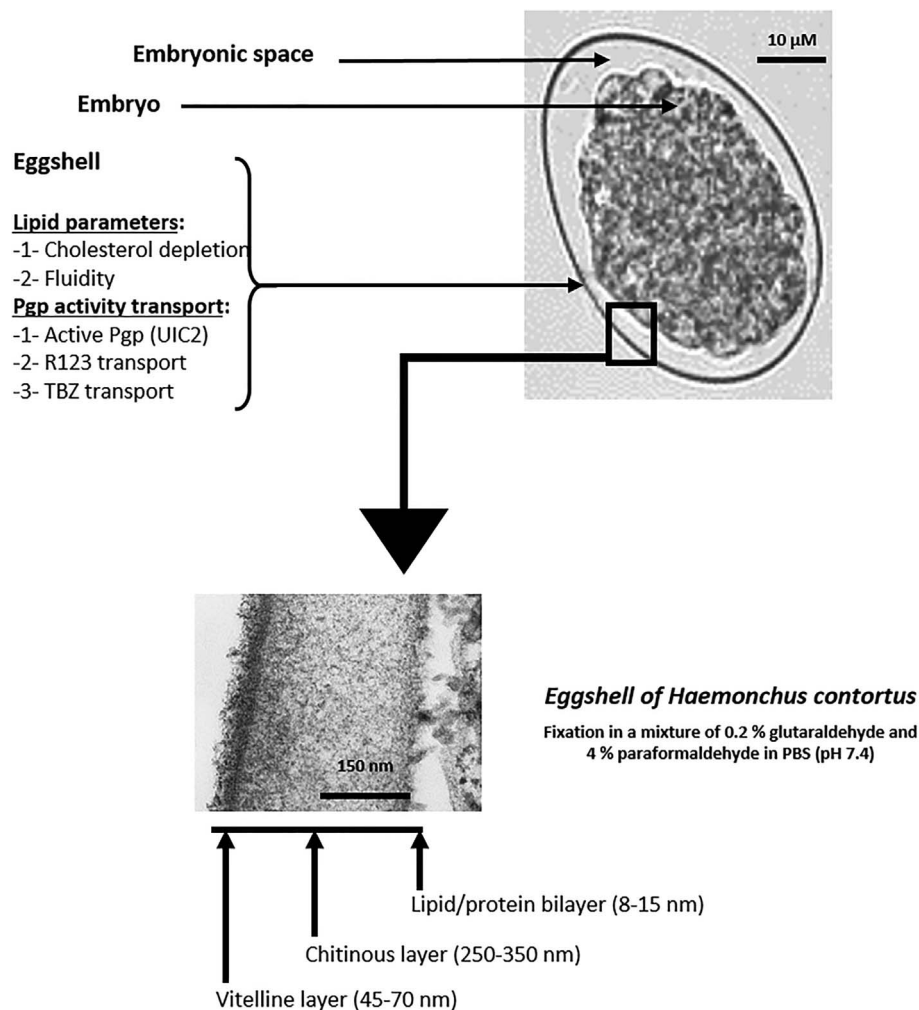 Embryonic space
10 µM
Embryo
Eggshell
Lipid parameters:
-1- Cholesterol depletion
-2- Fluidity
Pgp activity transport:
-1- Active Pgp (UIC2)
-2- R123 transport
-3- TBZ transport
150 nm
Eggshell of Haemonchus contortus
Fixation in a mixture of 0.2 % glutaraldehyde and
4 % paraformaldehyde in PBS (pH 7.4)
Lipid/protein bilayer (8-15 nm)
Chitinous layer (250-350 nm)
Vitelline layer (45-70 nm)